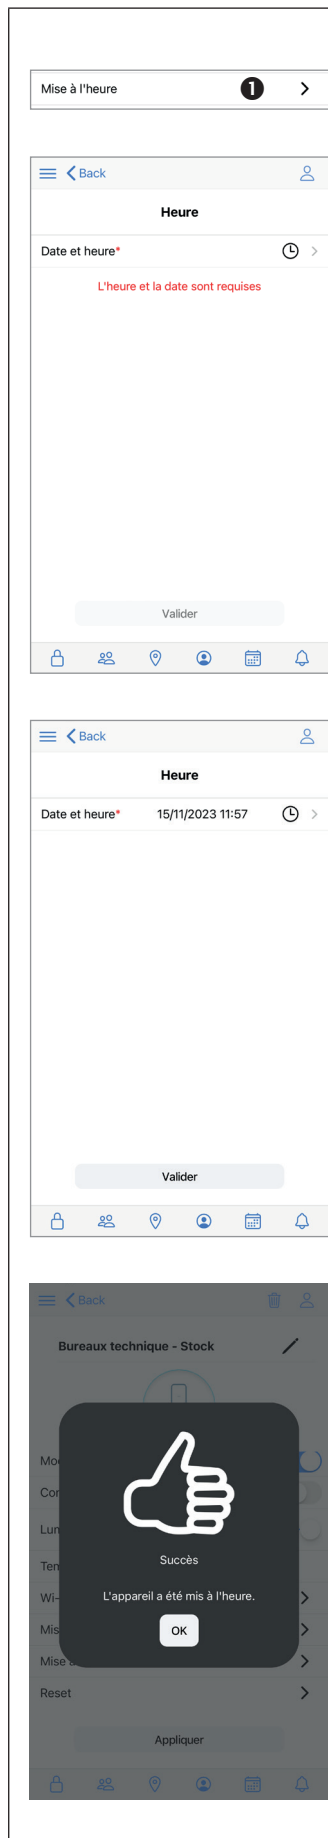 Mise à l'heure 1
Back
Heure
Date et heure*
L'heure et la date sont requises
Valider
Back
Heure
Date et heure* 15/11/2023 11:57
Valider
Back
Bureaux technique - Stock
Succès
L'appareil a été mis à l'heure.
OK
Reset
Appliquer